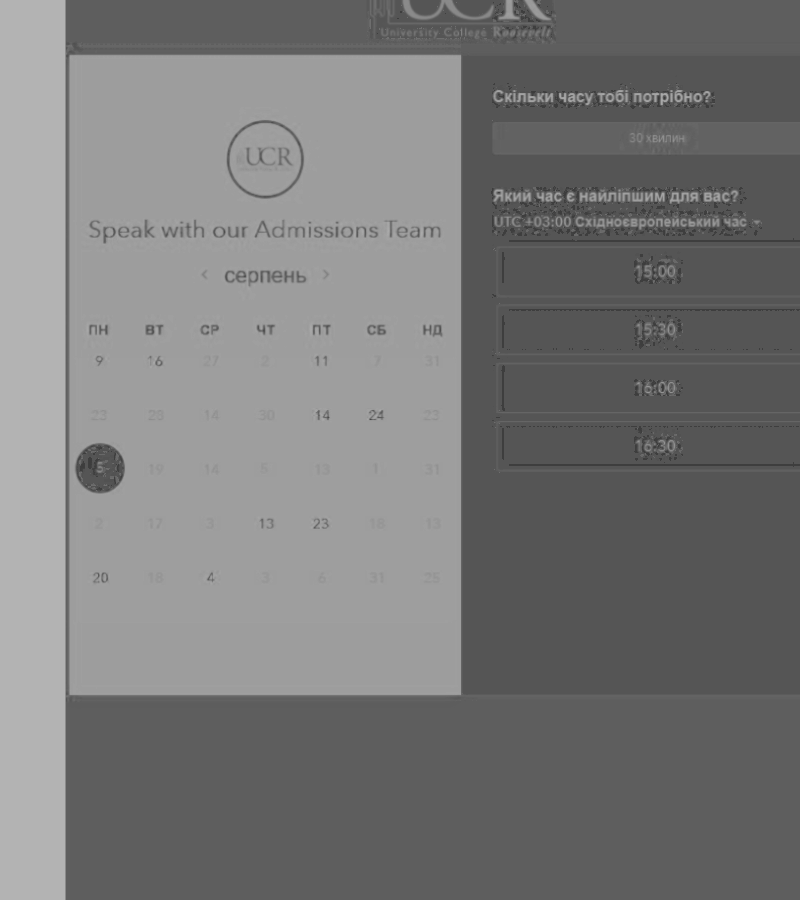 UCR
University College Roosevelt
UCR
Speak with our Admissions Team
< серпень >
ПН ВТ СР ЧТ ПТ СБ НД
9 16 27 2 11 7 31
23 28 14 30 14 24 23
5 19 14 5 13 1 31
2 17 3 13 23 18 13
20 18 4 3 6 31 25
Скільки часу тобі потрібно?
30 хвилин
Який час є найліпшим для вас?
UTC +03:00 Східноєвропейський час
15:00
15:30
16:00
16:30